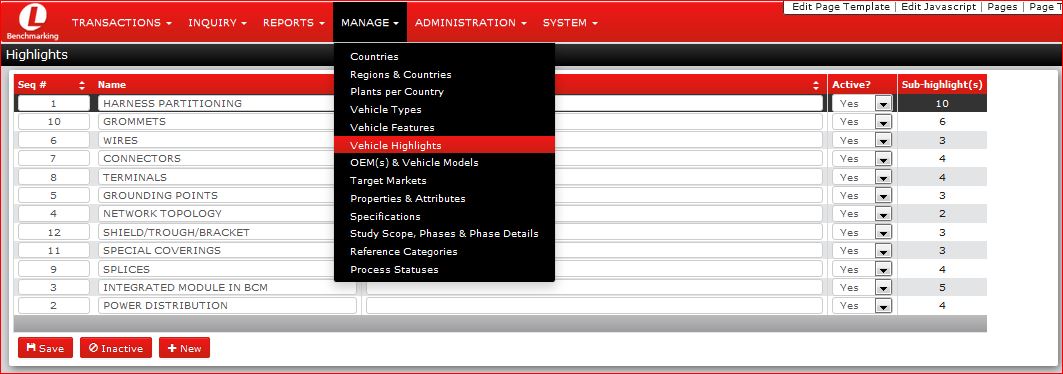 L
Benchmarking
TRANSACTIONS INQUIRY REPORTS MANAGE ADMINISTRATION SYSTEM
Edit Page Template | Edit Javascript | Pages | Page T
Highlights
Countries
Regions & Countries
Plants per Country
Vehicle Types
Vehicle Features
Vehicle Highlights
OEM(s) & Vehicle Models
Target Markets
Properties & Attributes
Specifications
Study Scope, Phases & Phase Details
Reference Categories
Process Statuses
Seq # Name Active? Sub-highlight(s)
1 HARNESS PARTITIONING Yes 10
10 GROMMETS Yes 6
6 WIRES Yes 3
7 CONNECTORS Yes 4
8 TERMINALS Yes 4
5 GROUNDING POINTS Yes 3
4 NETWORK TOPOLOGY Yes 2
12 SHIELD/TROUGH/BRACKET Yes 3
11 SPECIAL COVERINGS Yes 3
9 SPLICES Yes 4
3 INTEGRATED MODULE IN BCM Yes 5
2 POWER DISTRIBUTION Yes 4
Save Inactive New